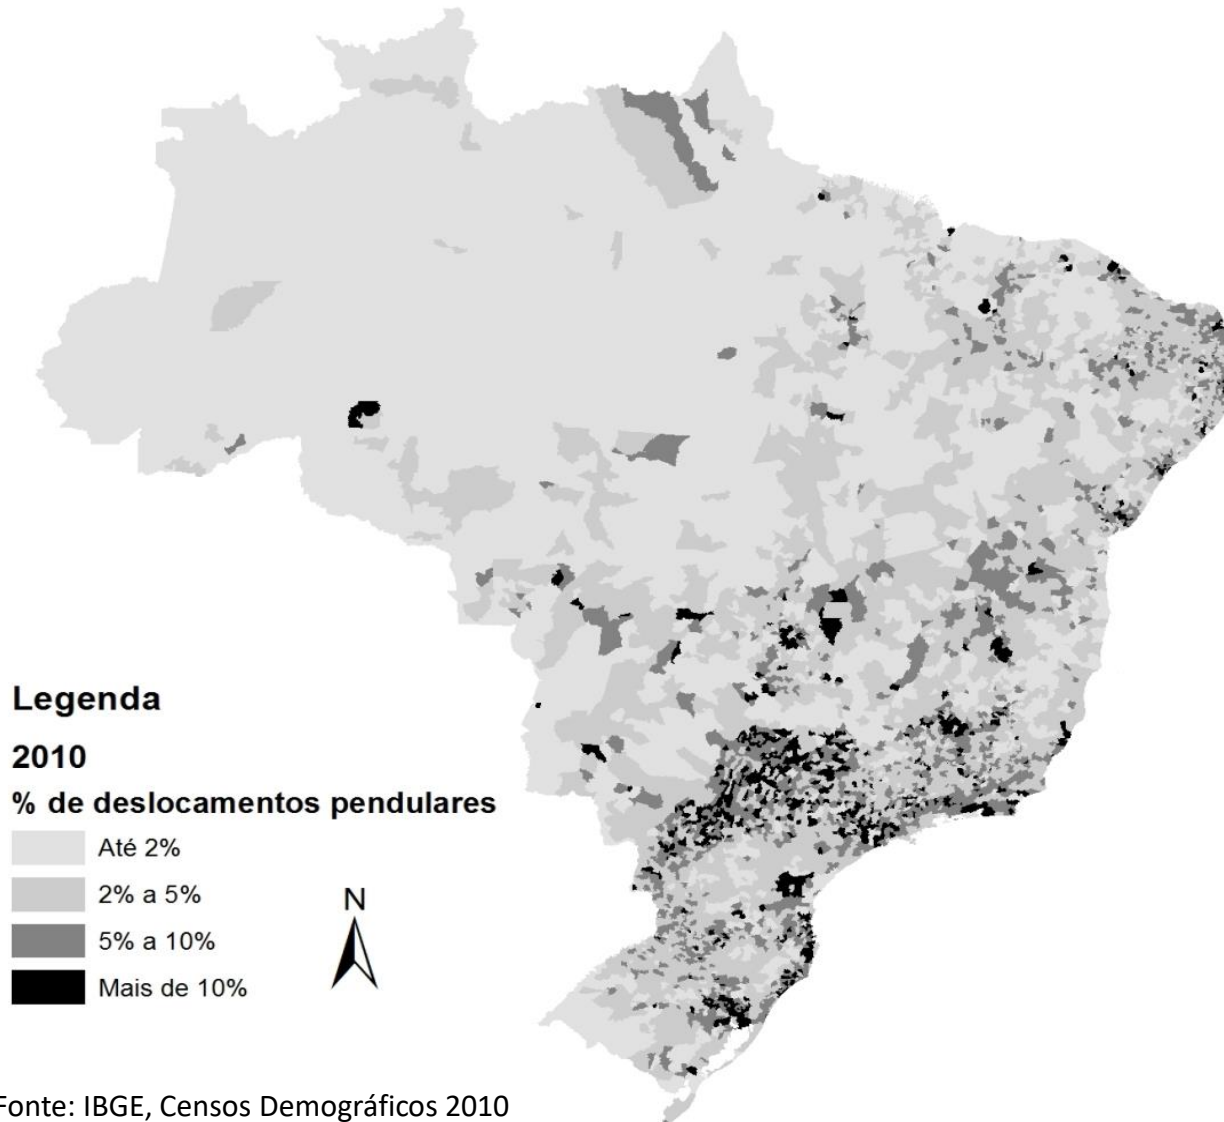 Legenda
2010
% de deslocamentos pendulares
Até 2%
2% a 5%
5% a 10%
Mais de 10%
N
Fonte: IBGE, Censos Demográficos 2010